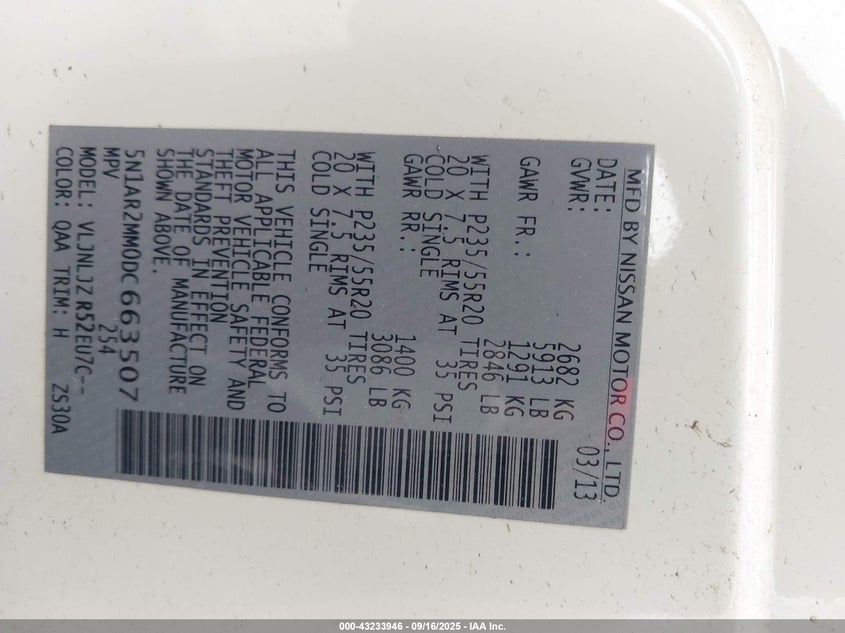 MFD BY NISSAN MOTOR CO., LTD.
DATE: 03/13
GVWR: 2682 KG
5913 LB
GAWR FR.: 1291 KG
2846 LB
WITH P235/55R20 TIRES
20 X 7.5 RIMS AT 35 PSI
COLD SINGLE
GAWR RR.: 1400 KG
3086 LB
WITH P235/55R20 TIRES
20 X 7.5 RIMS AT 35 PSI
COLD SINGLE
THIS VEHICLE CONFORMS TO
ALL APPLICABLE FEDERAL
MOTOR VEHICLE SAFETY AND
THEFT PREVENTION
STANDARDS IN EFFECT ON
THE DATE OF MANUFACTURE
SHOWN ABOVE.
5N1AR2MM0DC663507
MPV 254
MODEL: VLJNLJZ R52EU7C--
COLOR: QAA TRIM: H ZS30A
000-43233946 - 09/16/2025 - IAA Inc.